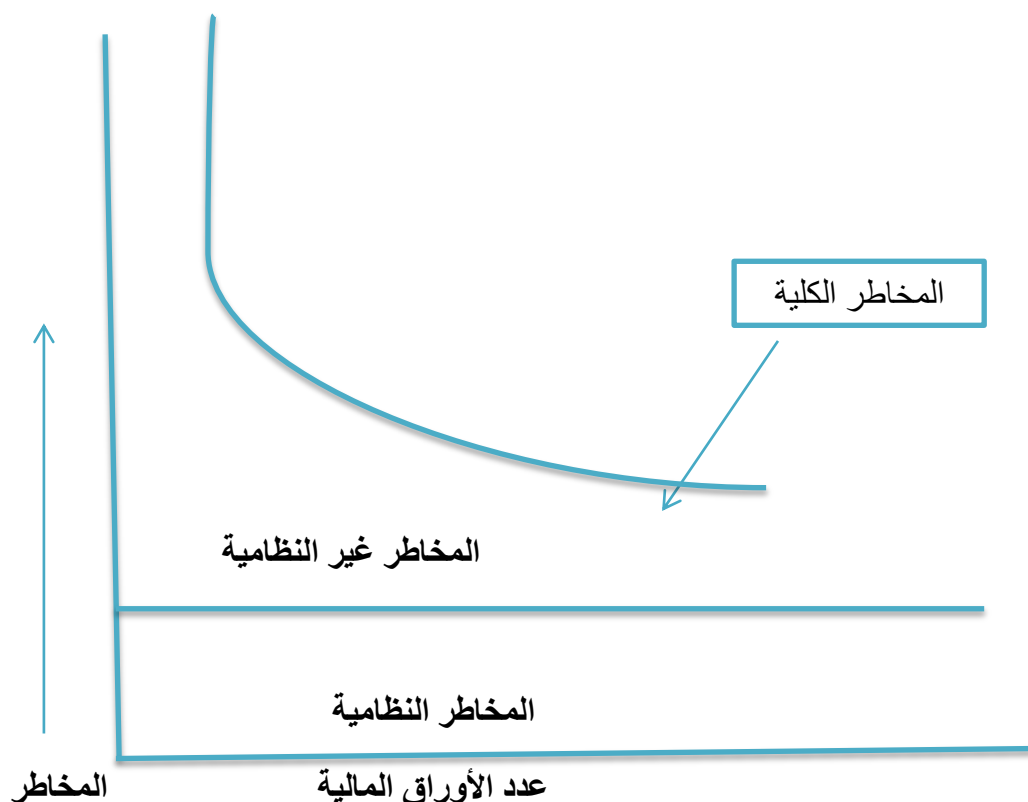 المخاطر الكلية
المخاطر غير النظامية
المخاطر النظامية
عدد الأوراق المالية
المخاطر